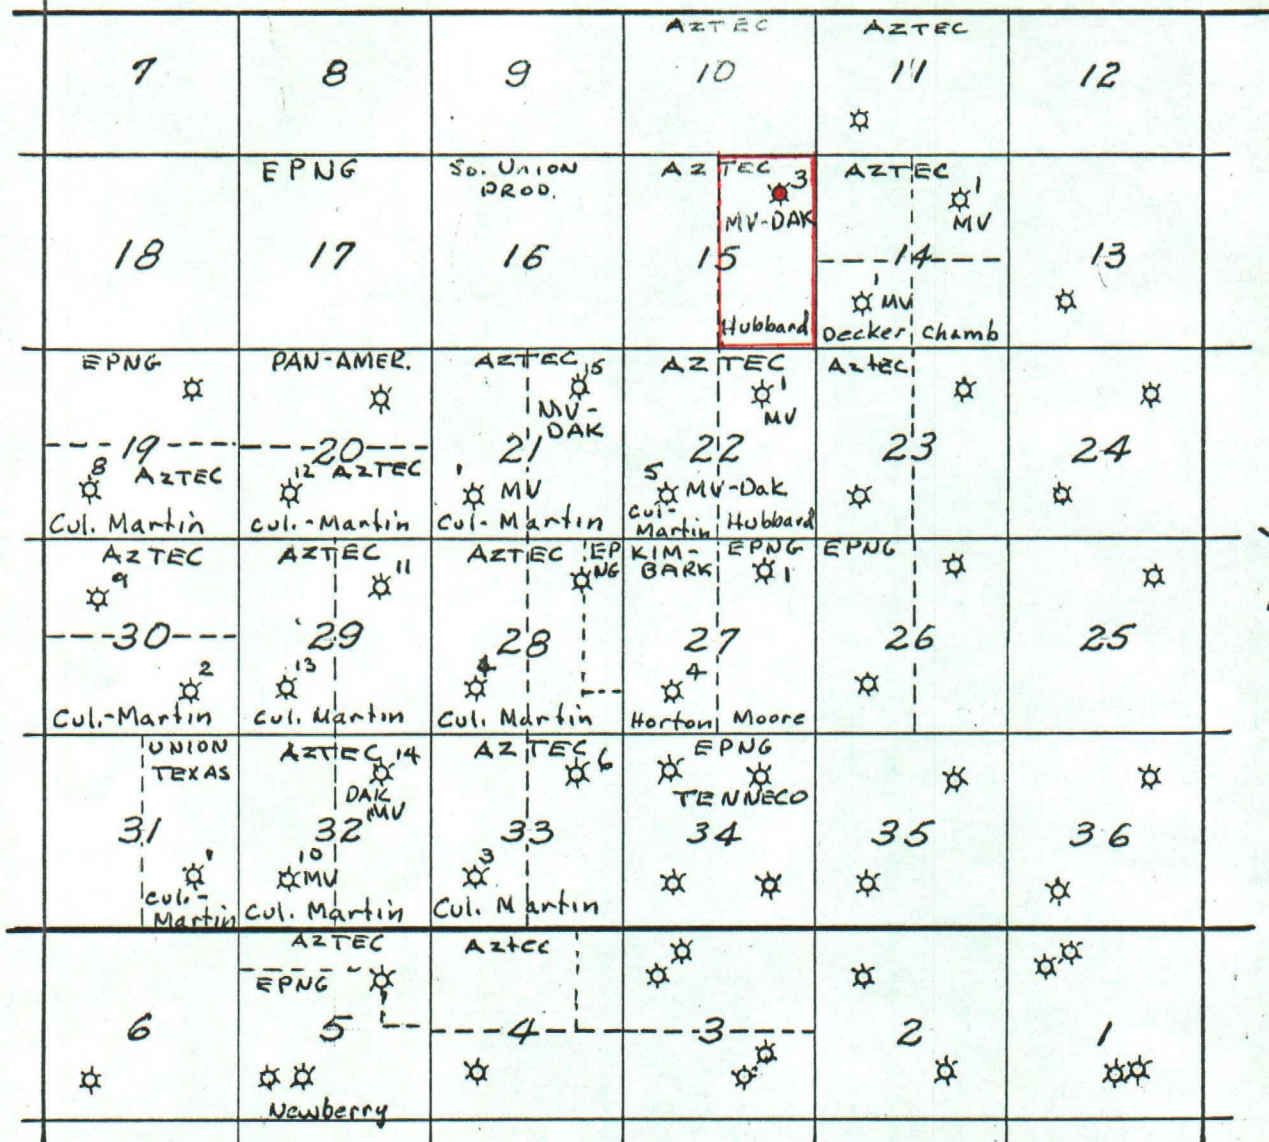 AZTEC
AZTEC
7
8
9
10
11
12
EPNG
So. UNION
PROD.
AZTEC
3
MV-DAK
AZTEC
1
MV
18
17
16
15
14
13
1
MV
Hubbard
Decker
Chamb
EPNG
PAN-AMER.
AZTEC
15
MV-
DAK
AZTEC
1
MV
Aztec
19
20
21
22
23
24
8
AZTEC
12
AZTEC
1
MV
5
MV-Dak
Cul. Martin
Cul.-Martin
Cul-Martin
Cul-
Martin
Hubbard
AZTEC
9
AZTEC
11
AZTEC
EP
NG
KIM-
BARK
EPNG
1
EPNG
30
29
28
27
26
25
2
13
4
4
Cul.-Martin
Cul. Martin
Cul. Martin
Horton
Moore
UNION
TEXAS
AZTEC
14
DAK
MV
AZTEC
6
EPNG
TENNECO
31
32
33
34
35
36
1
10
MV
3
Cul.-
Martin
Cul. Martin
Cul. Martin
AZTEC
EPNG
Aztec
6
5
4
3
2
1
Newberry